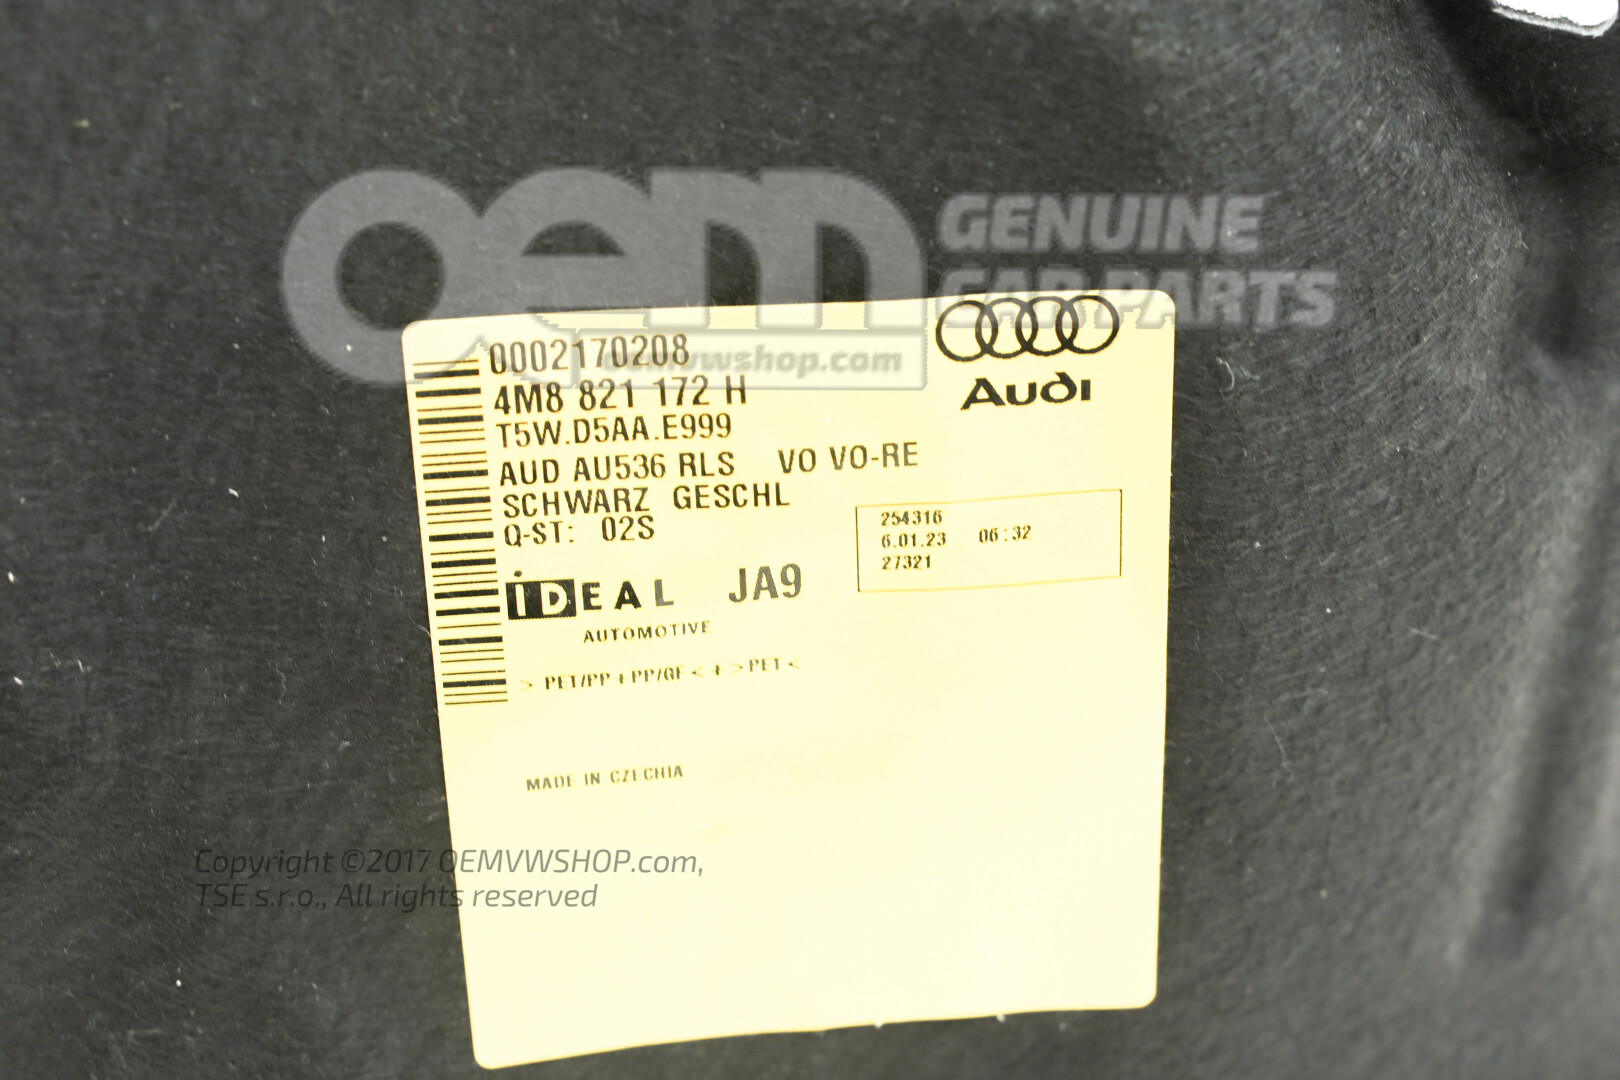 oem GENUINE
CAR PARTS
oemvwshop.com
0002170208
4M8 821 172 H
T5W.D5AA.E999
AUD AU536 RLS VO VO-RE
SCHWARZ GESCHL
Q-ST: 02S
Audi
254316
6.01.23 06:32
27321
IDEAL JA9
AUTOMOTIVE
> PET/PP+PP/GF < + >PET<
MADE IN CZECHIA
Copyright ©2017 OEMVWSHOP.com,
TSE s.r.o., All rights reserved